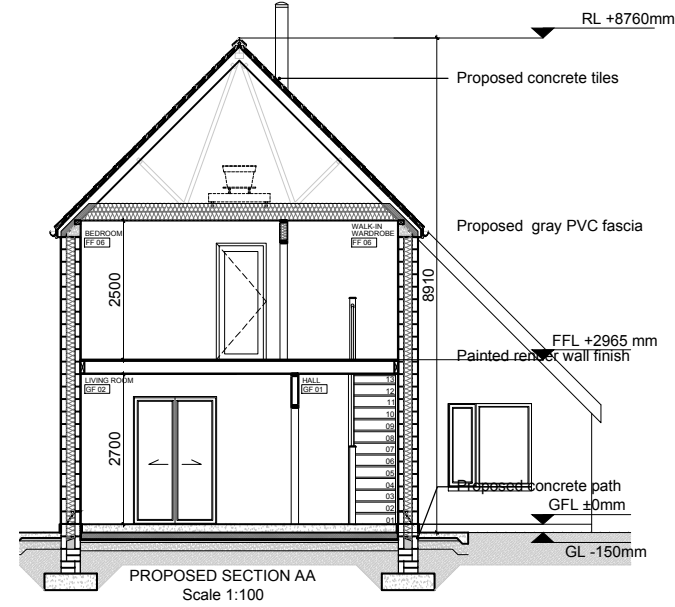 RL +8760mm
Proposed concrete tiles
BEDROOM
FF 06
WALK-IN
WARDROBE
FF 06
Proposed gray PVC fascia
2500
8910
FFL +2965 mm
Painted render wall finish
LIVING ROOM
GF 02
HALL
GF 01
13
12
11
10
09
08
07
06
05
04
03
02
01
2700
Proposed concrete path
GFL ±0mm
GL -150mm
PROPOSED SECTION AA
Scale 1:100